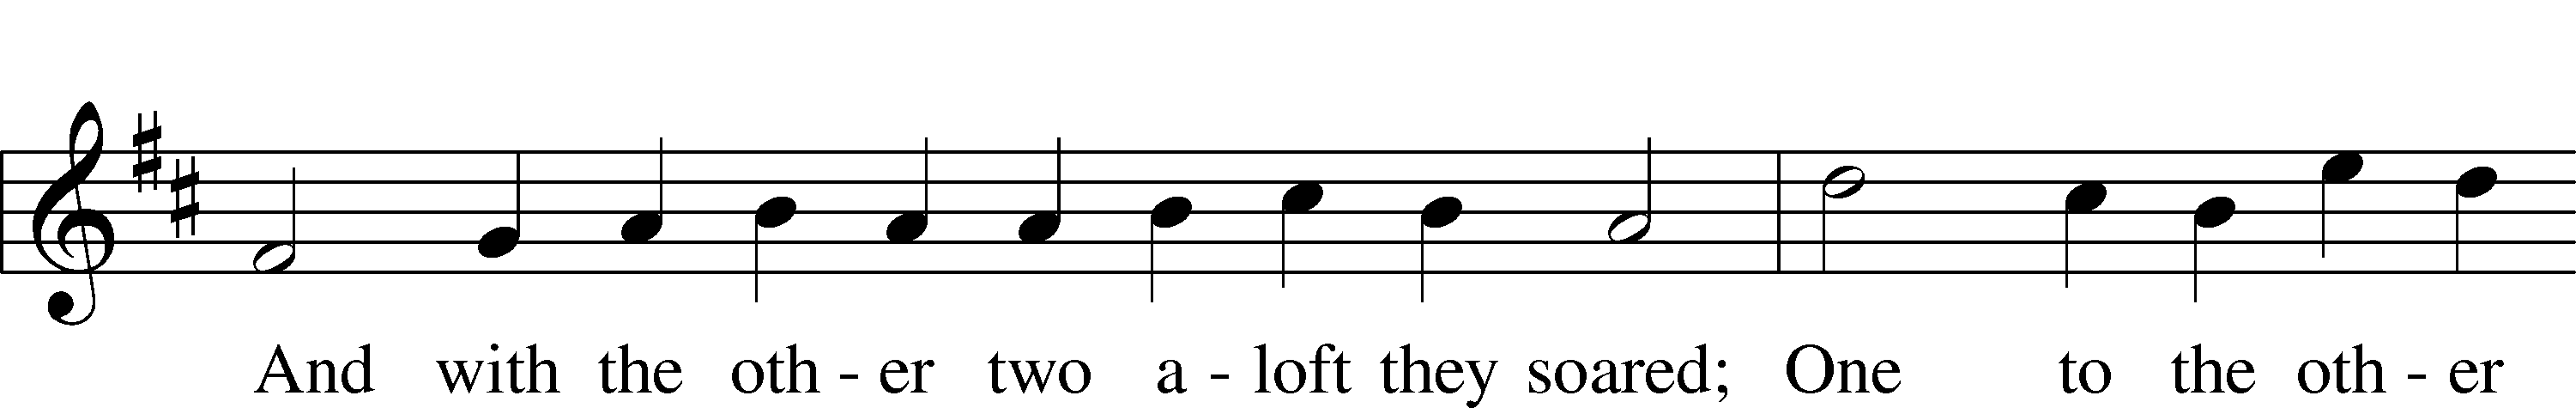 And with the oth - er two a - loft they soared; One to the oth - er